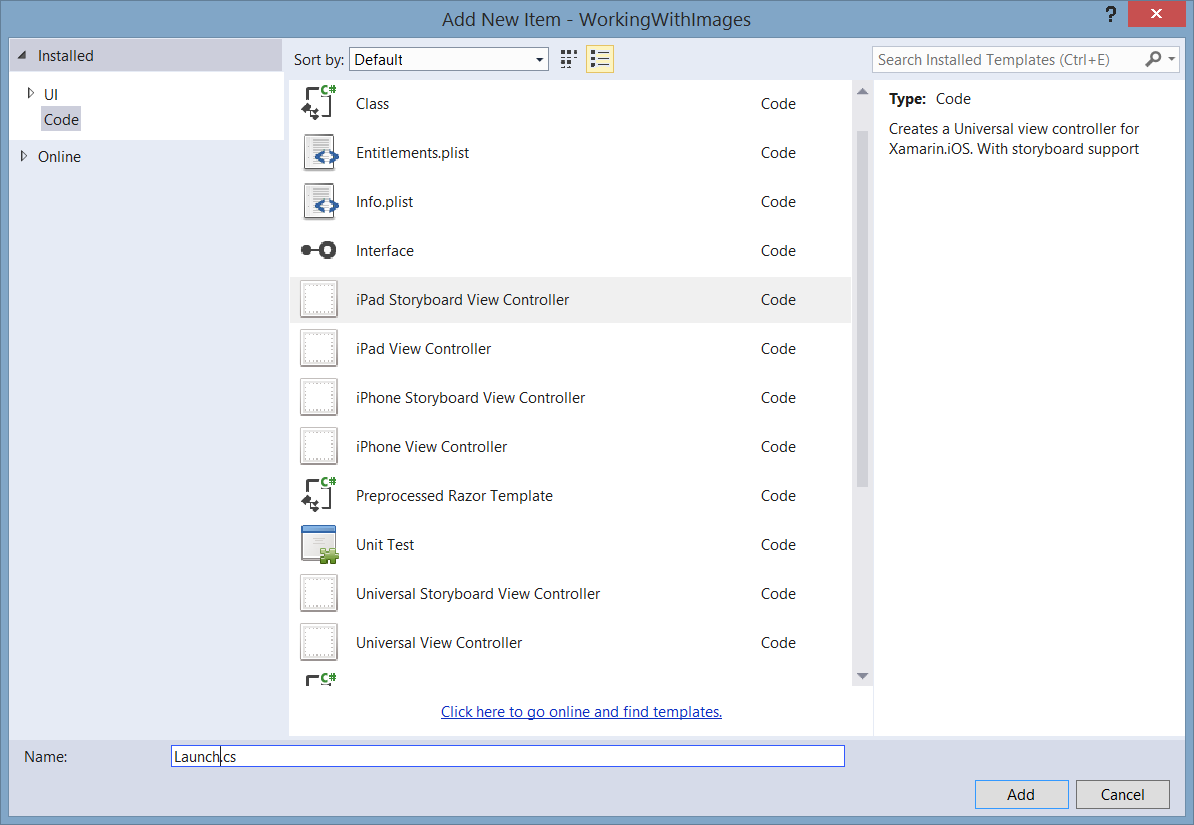 Add New Item - WorkingWithImages
?
Installed
UI
Code
Online
Sort by: Default
Search Installed Templates (Ctrl+E)
C# Class Code
Entitlements.plist Code
Info.plist Code
Interface Code
iPad Storyboard View Controller Code
iPad View Controller Code
iPhone Storyboard View Controller Code
iPhone View Controller Code
C# Preprocessed Razor Template Code
Unit Test Code
Universal Storyboard View Controller Code
Universal View Controller Code
C#
Click here to go online and find templates.
Type: Code
Creates a Universal view controller for
Xamarin.iOS. With storyboard support
Name: Launch.cs
Add Cancel